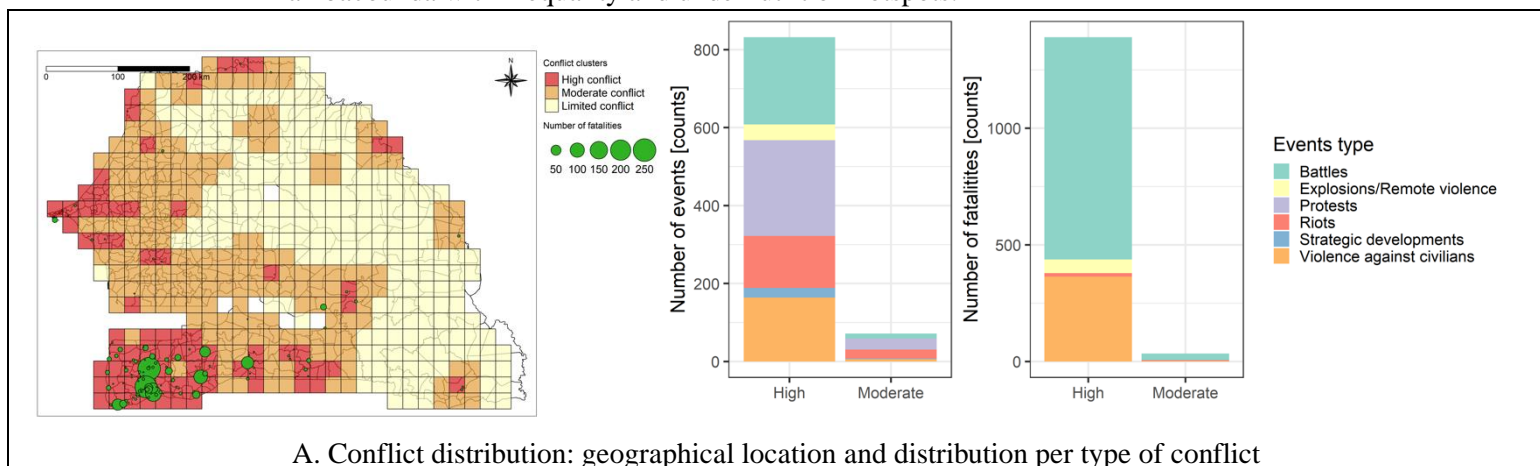 0 100 200 km
N
Conflict clusters
High conflict
Moderate conflict
Limited conflict
Number of fatalities
50 100 150 200 250
Number of events [counts]
800
600
400
200
0
High Moderate
Number of fatalitites [counts]
1000
500
0
High Moderate
Events type
Battles
Explosions/Remote violence
Protests
Riots
Strategic developments
Violence against civilians
A. Conflict distribution: geographical location and distribution per type of conflict